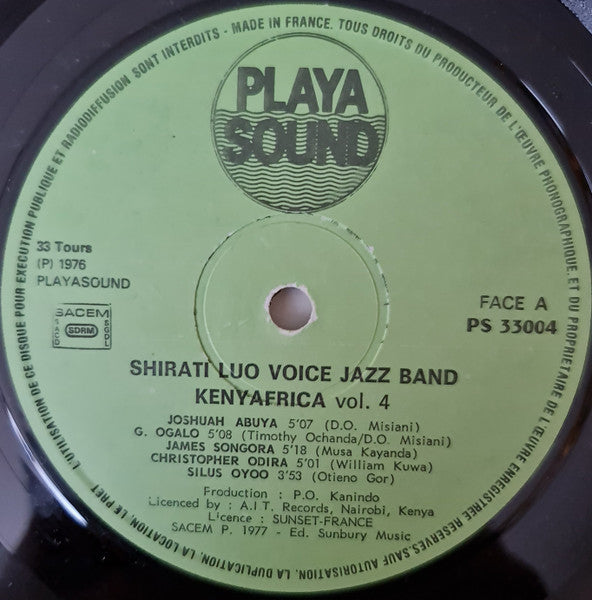 PLAYA
SOUND
L'UTILISATION DE CE DISQUE POUR EXECUTION PUBLIQUE ET RADIODIFFUSION SONT INTERDITS - MADE IN FRANCE. TOUS DROITS DU PRODUCTEUR DE L'ŒUVRE PHONOGRAPHIQUE ET DU PROPRIETAIRE DE L'ŒUVRE ENREGISTREE RESERVES. SAUF AUTORISATION. LA DUPLICATION, LA LOCATION, LE PRET,
33 Tours
(P) 1976
PLAYASOUND
SACEM
SACD
SDRM
SGDL
FACE A
PS 33004
SHIRATI LUO VOICE JAZZ BAND
KENYAFRICA vol. 4
JOSHUAH ABUYA 5'07 (D.O. Misiani)
G. OGALO 5'08 (Timothy Ochanda/D.O. Misiani)
JAMES SONGORA 5'18 (Musa Kayanda)
CHRISTOPHER ODIRA 5'01 (William Kuwa)
SILUS OYOO 3'53 (Otieno Gor)
Production : P.O. Kanindo
Licenced by : A.I.T. Records, Nairobi, Kenya
Licence : SUNSET-FRANCE
SACEM P. 1977 - Ed. Sunbury Music